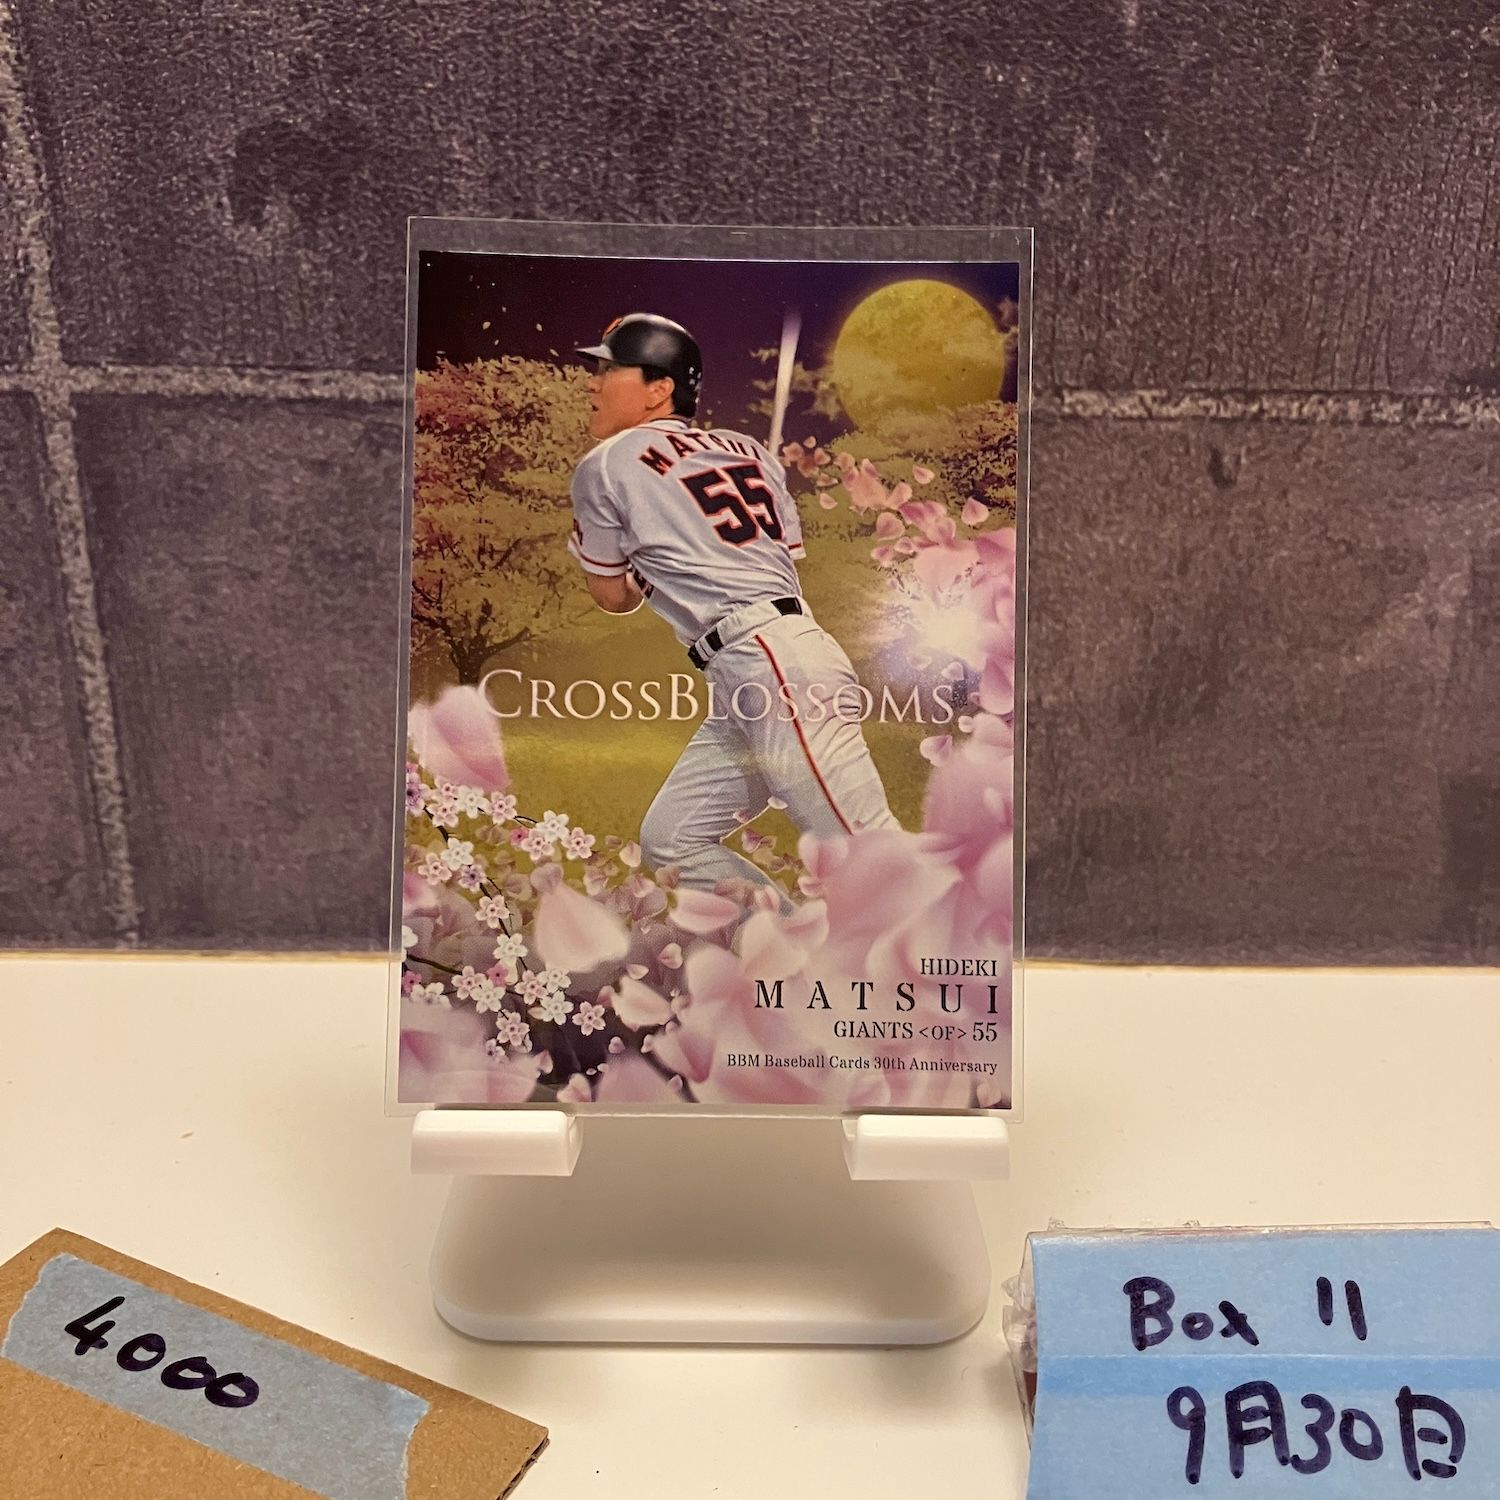 MATSUI
55
CROSSBLOSSOMS
HIDEKI
MATSUI
GIANTS <OF> 55
BBM Baseball Cards 30th Anniversary
4000
Box 11
9月30日